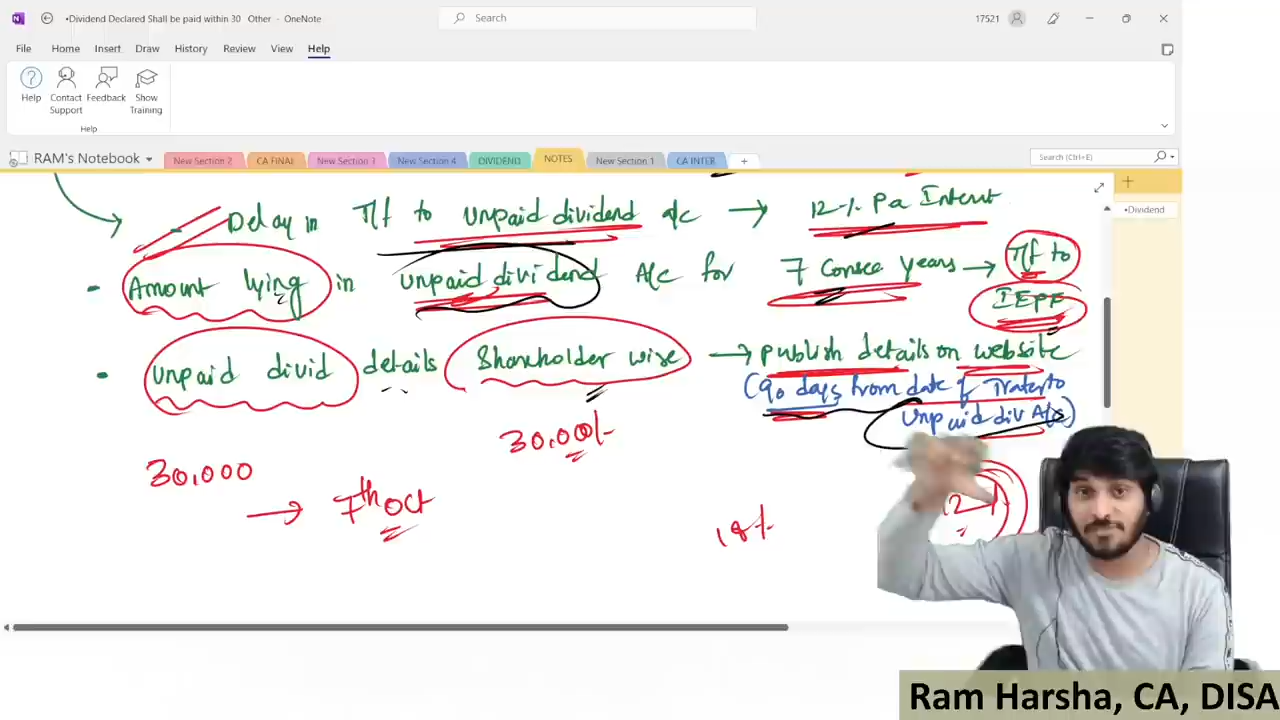 •Dividend Declared Shall be paid within 30 Other - OneNote
Search
17521
File Home Insert Draw History Review View Help
Help
Contact Support
Feedback
Show Training
Help
RAM's Notebook
New Section 2
CA FINAL
New Section 3
New Section 4
DIVIDEND
NOTES
New Section 1
CA INTER
+
Search (Ctrl+E)
•Dividend
- Delay in T/f to unpaid dividend a/c → 12% pa Interest
- Amount lying in unpaid dividend A/c for 7 Consec years → T/f to IEPF
• unpaid divid details Shareholder wise → publish details on website
(90 days from date of
Unpaid div A/c)
30,000/-
30,000
→ 7th Oct
18%
Ram Harsha, CA, DISA